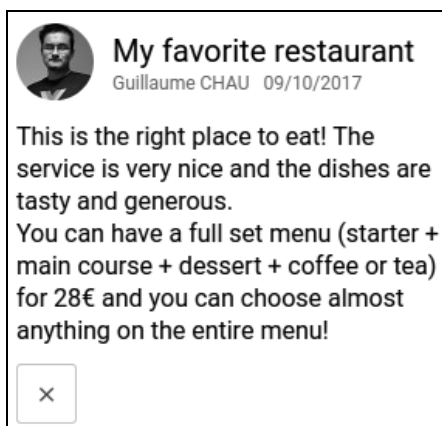 My favorite restaurant
Guillaume CHAU 09/10/2017
This is the right place to eat! The
service is very nice and the dishes are
tasty and generous.
You can have a full set menu (starter +
main course + dessert + coffee or tea)
for 28€ and you can choose almost
anything on the entire menu!